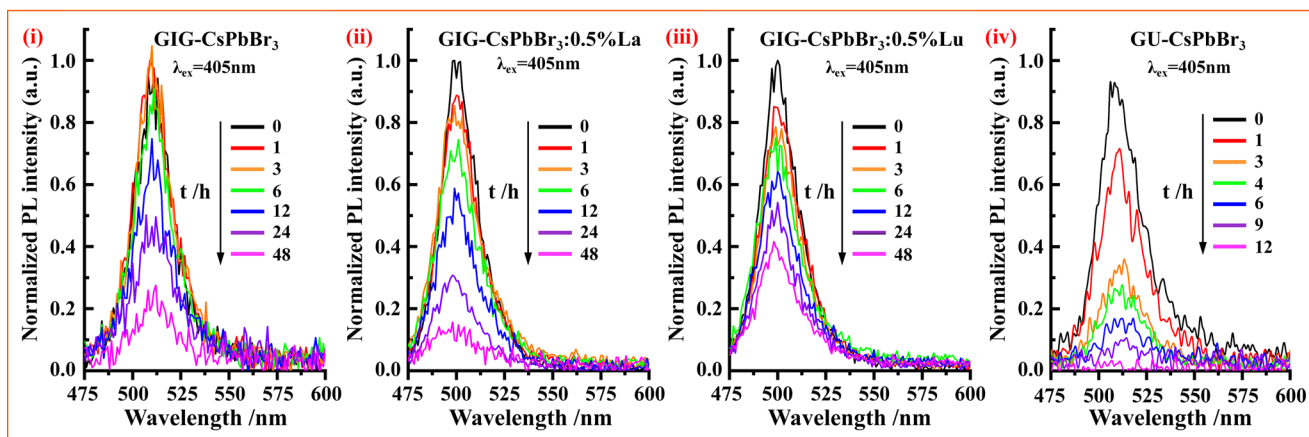 (i)
GIG-CsPbBr₃
λex=405nm
t /h
0
1
3
6
12
24
48
Normalized PL intensity (a.u.)
1.0
0.8
0.6
0.4
0.2
0.0
475 500 525 550 575 600
Wavelength /nm
(ii)
GIG-CsPbBr₃:0.5%La
λex=405nm
t /h
0
1
3
6
12
24
48
Normalized PL intensity (a.u.)
1.0
0.8
0.6
0.4
0.2
0.0
475 500 525 550 575 600
Wavelength /nm
(iii)
GIG-CsPbBr₃:0.5%Lu
λex=405nm
t /h
0
1
3
6
12
24
48
Normalized PL intensity (a.u.)
1.0
0.8
0.6
0.4
0.2
0.0
475 500 525 550 575 600
Wavelength /nm
(iv)
GU-CsPbBr₃
λex=405nm
t /h
0
1
3
4
6
9
12
Normalized PL intensity (a.u.)
1.0
0.8
0.6
0.4
0.2
0.0
475 500 525 550 575 600
Wavelength /nm